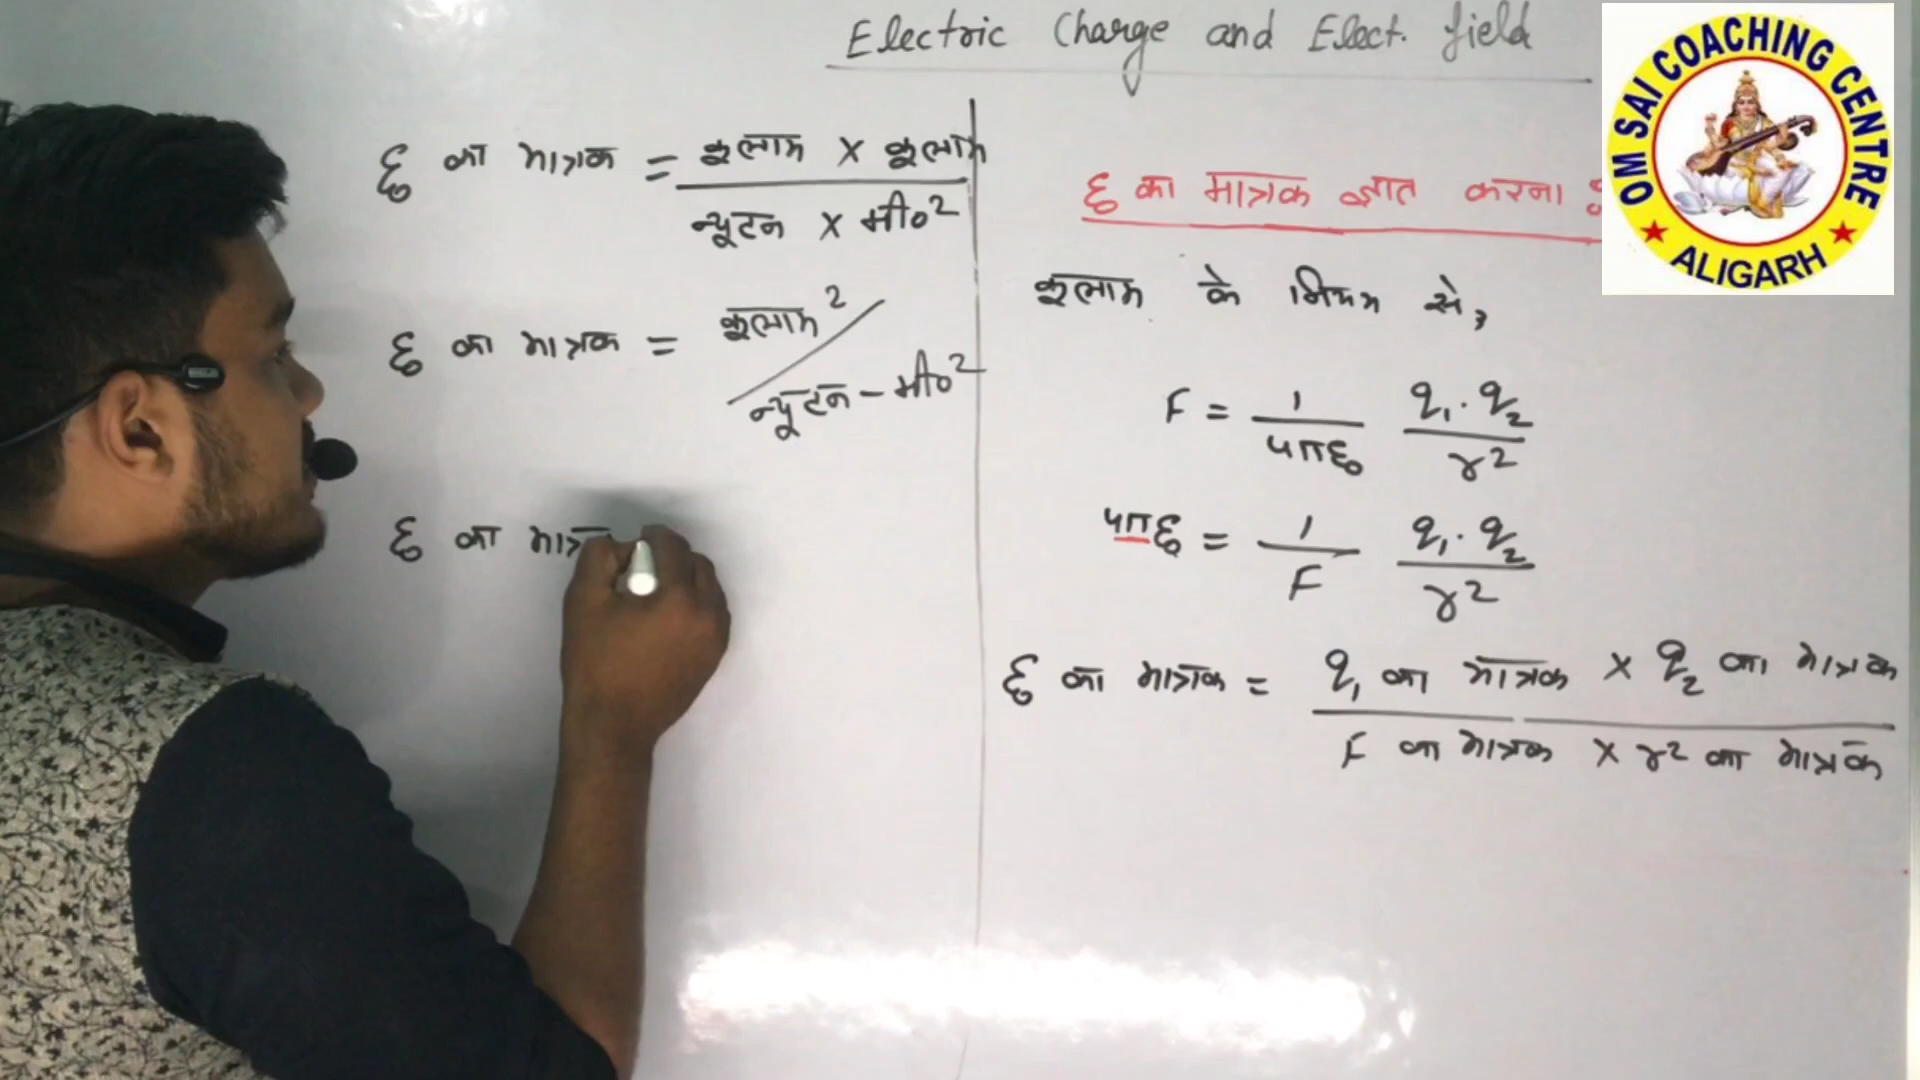 Electric Charge and Elect. field
ε₀ का मात्रक = कूलाम × कूलाम / न्यूटन × मी०²
ε₀ का मात्रक = कूलाम² / न्यूटन - मी०²
ε₀ का मात्र
ε₀ का मात्रक ज्ञात करना
कूलाम के नियम से,
F = 1/4πε₀ q₁.q₂/r²
4πε₀ = 1/F q₁.q₂/r²
ε₀ का मात्रक = q₁ का मात्रक × q₂ का मात्रक / F का मात्रक × r² का मात्रक
OM SAI COACHING CENTRE
ALIGARH